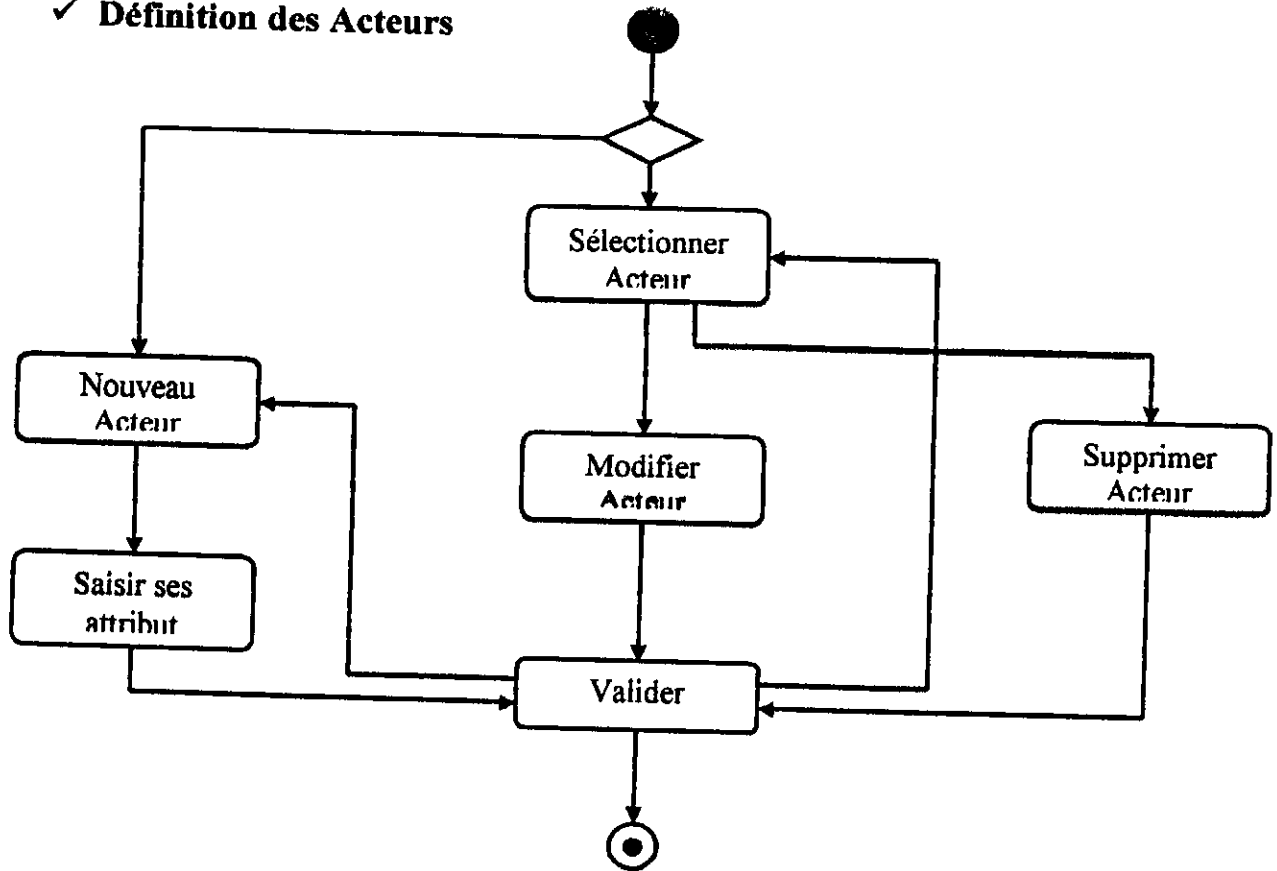 ✓ Définition des Acteurs
Sélectionner
Acteur
Nouveau
Acteur
Modifier
Acteur
Supprimer
Acteur
Saisir ses
attribut
Valider